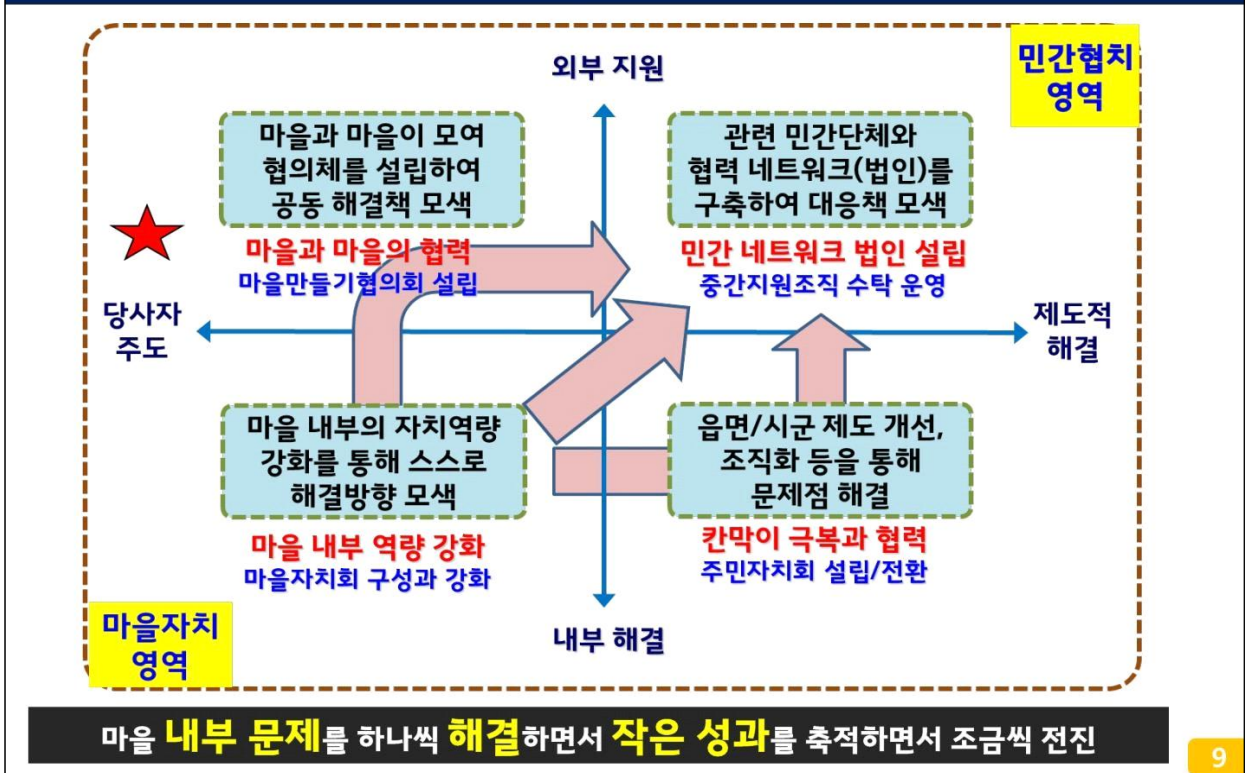 외부 지원
민간협치
영역
마을과 마을이 모여
협의체를 설립하여
공동 해결책 모색
마을과 마을의 협력
마을만들기협의회 설립
관련 민간단체와
협력 네트워크(법인)를
구축하여 대응책 모색
민간 네트워크 법인 설립
중간지원조직 수탁 운영
당사자
주도
제도적
해결
마을 내부의 자치역량
강화를 통해 스스로
해결방향 모색
마을 내부 역량 강화
마을자치회 구성과 강화
읍면/시군 제도 개선,
조직화 등을 통해
문제점 해결
칸막이 극복과 협력
주민자치회 설립/전환
마을자치
영역
내부 해결
마을 내부 문제를 하나씩 해결하면서 작은 성과를 축적하면서 조금씩 전진
9